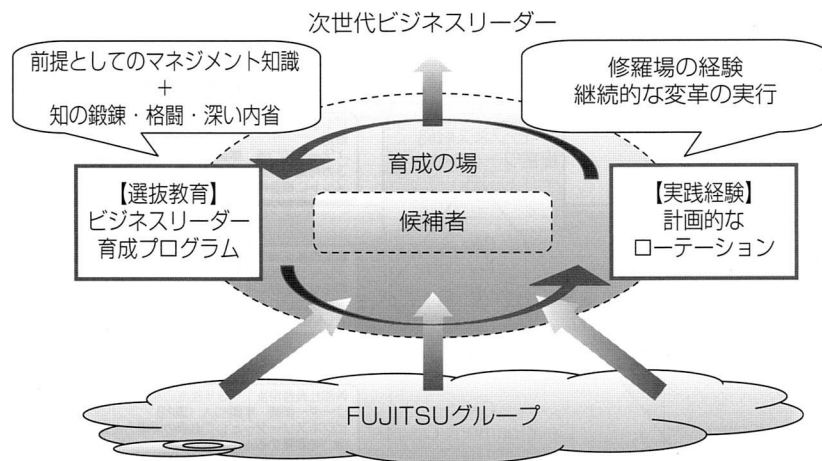 次世代ビジネスリーダー
前提としてのマネジメント知識
+
知の鍛錬・格闘・深い内省
修羅場の経験
継続的な変革の実行
育成の場
【選抜教育】
ビジネスリーダー
育成プログラム
候補者
【実践経験】
計画的な
ローテーション
FUJITSUグループ